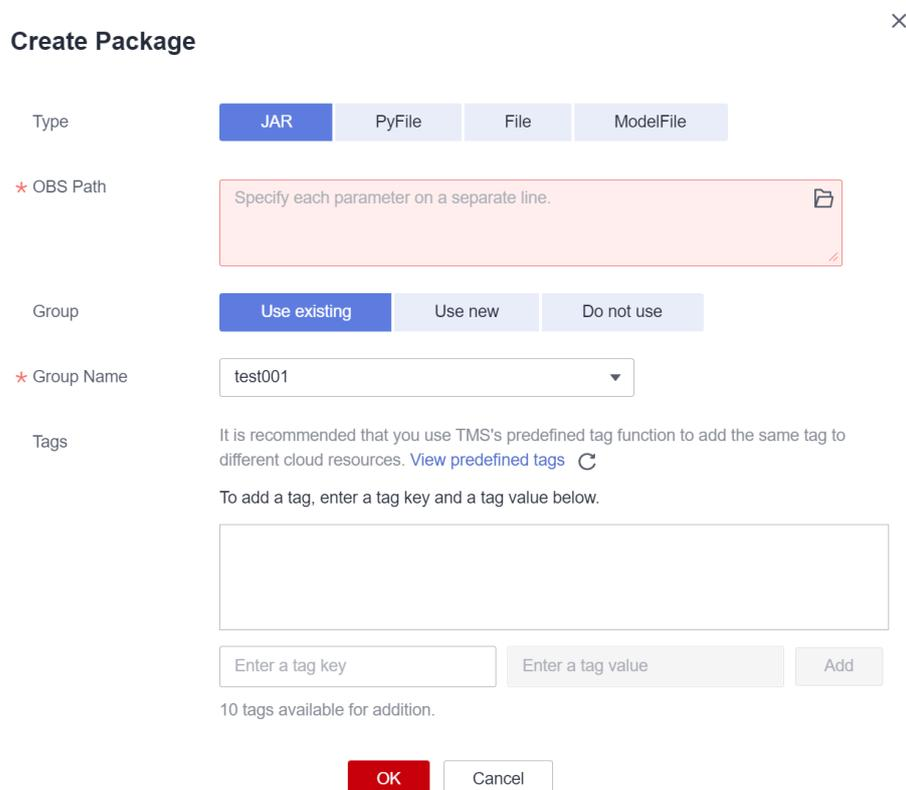 Create Package
Type
JAR
PyFile
File
ModelFile
* OBS Path
Specify each parameter on a separate line.
Group
Use existing
Use new
Do not use
* Group Name
test001
Tags
It is recommended that you use TMS's predefined tag function to add the same tag to
different cloud resources. View predefined tags
To add a tag, enter a tag key and a tag value below.
Enter a tag key
Enter a tag value
Add
10 tags available for addition.
OK
Cancel